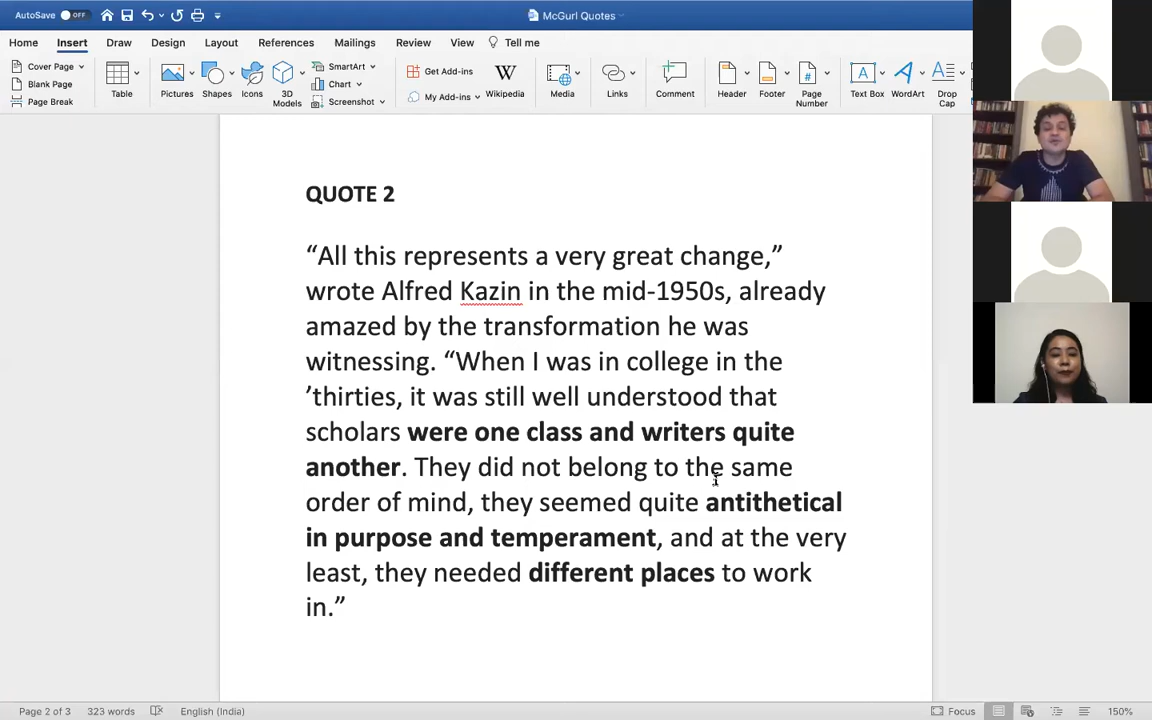 AutoSave OFF McGurl Quotes
Home Insert Draw Design Layout References Mailings Review View Tell me
Cover Page
Blank Page
Page Break
Table
Pictures
Shapes
Icons
3D
Models
SmartArt
Chart
Screenshot
Get Add-ins
My Add-ins
W
Wikipedia
Media
Links
Comment
Header
Footer
Page
Number
Text Box
WordArt
Drop
Cap
QUOTE 2
“All this represents a very great change,”
wrote Alfred Kazin in the mid-1950s, already
amazed by the transformation he was
witnessing. “When I was in college in the
’thirties, it was still well understood that
scholars were one class and writers quite
another. They did not belong to the same
order of mind, they seemed quite antithetical
in purpose and temperament, and at the very
least, they needed different places to work
in.”
Page 2 of 3 323 words English (India) Focus 150%